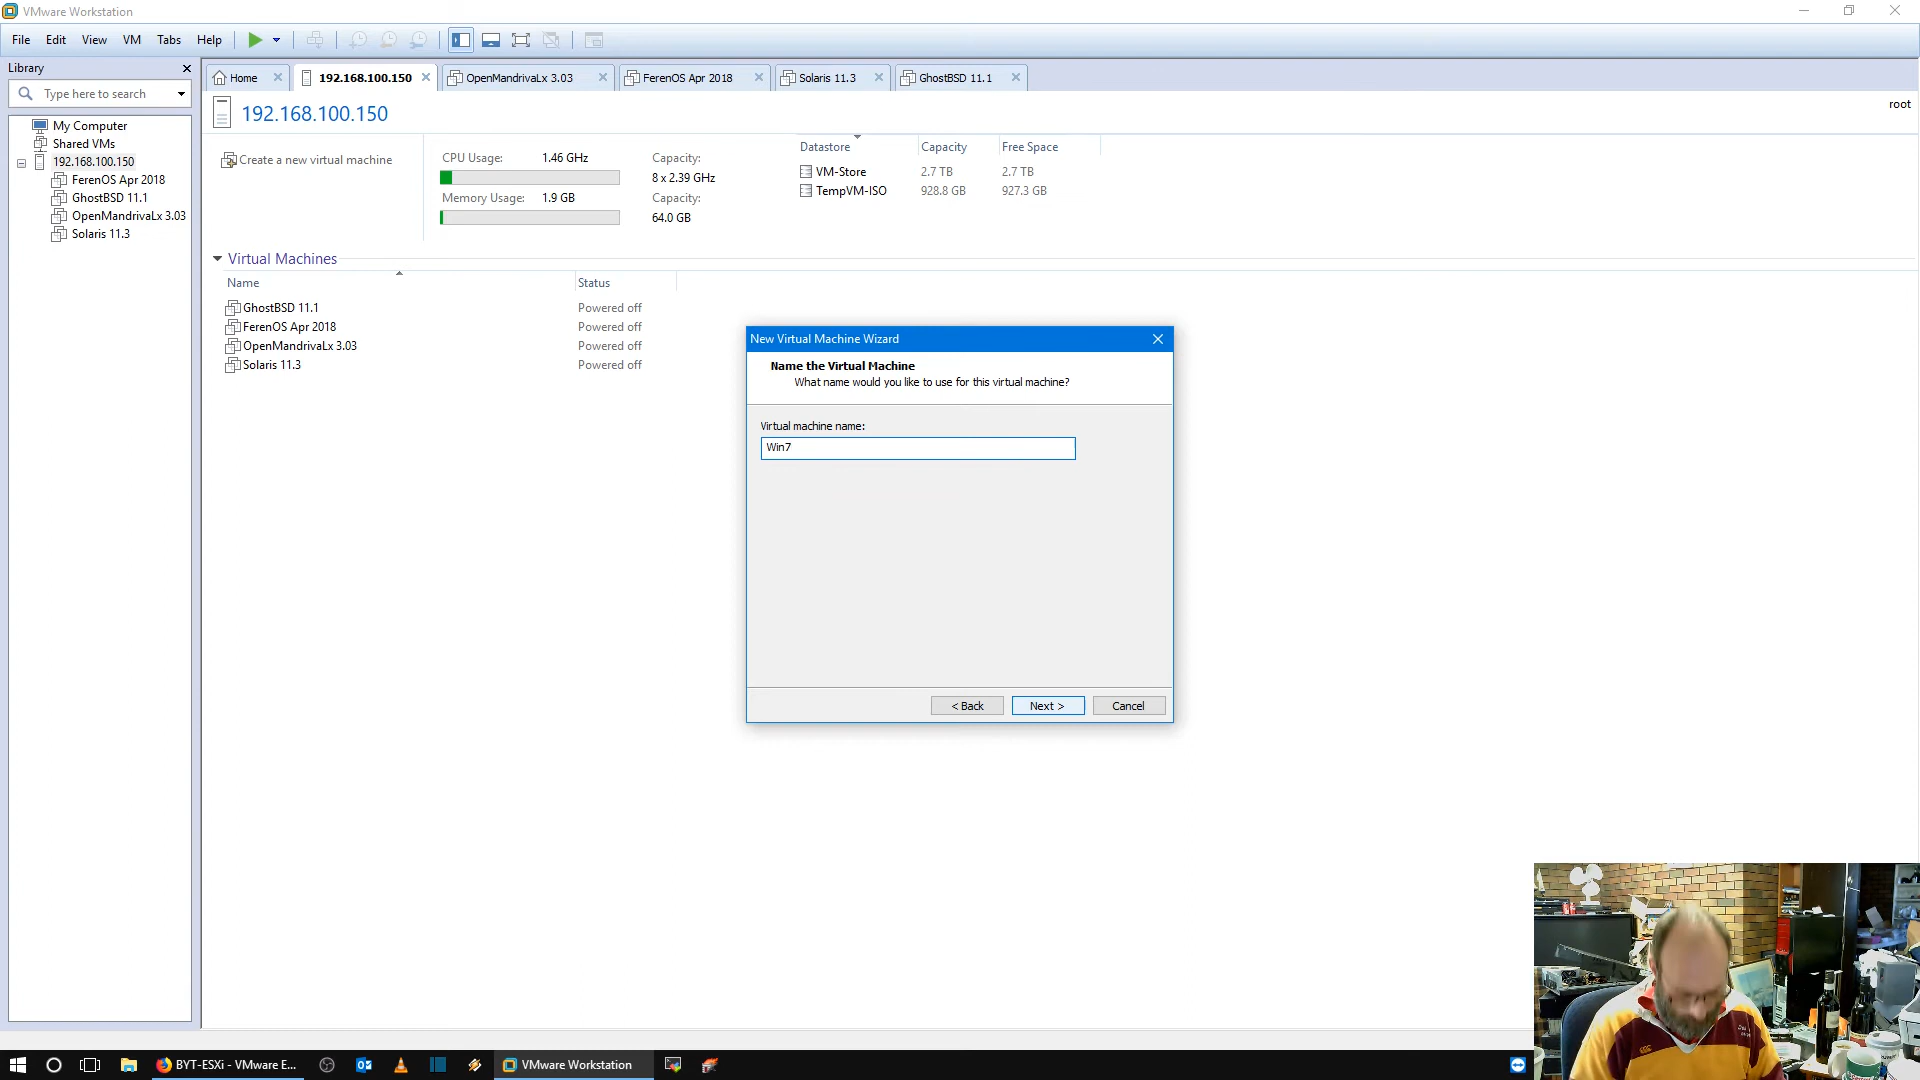 VMware Workstation
File Edit View VM Tabs Help
Library
Type here to search
My Computer
Shared VMs
192.168.100.150
FerenOS Apr 2018
GhostBSD 11.1
OpenMandrivaLx 3.03
Solaris 11.3
Home
192.168.100.150
OpenMandrivaLx 3.03
FerenOS Apr 2018
Solaris 11.3
GhostBSD 11.1
192.168.100.150
root
Create a new virtual machine
CPU Usage: 1.46 GHz
Capacity:
8 x 2.39 GHz
Memory Usage: 1.9 GB
Capacity:
64.0 GB
Datastore Capacity Free Space
VM-Store 2.7 TB 2.7 TB
TempVM-ISO 928.8 GB 927.3 GB
Virtual Machines
Name Status
GhostBSD 11.1 Powered off
FerenOS Apr 2018 Powered off
OpenMandrivaLx 3.03 Powered off
Solaris 11.3 Powered off
New Virtual Machine Wizard
Name the Virtual Machine
What name would you like to use for this virtual machine?
Virtual machine name:
Win7
< Back
Next >
Cancel
BYT-ESXi - VMware E...
VMware Workstation